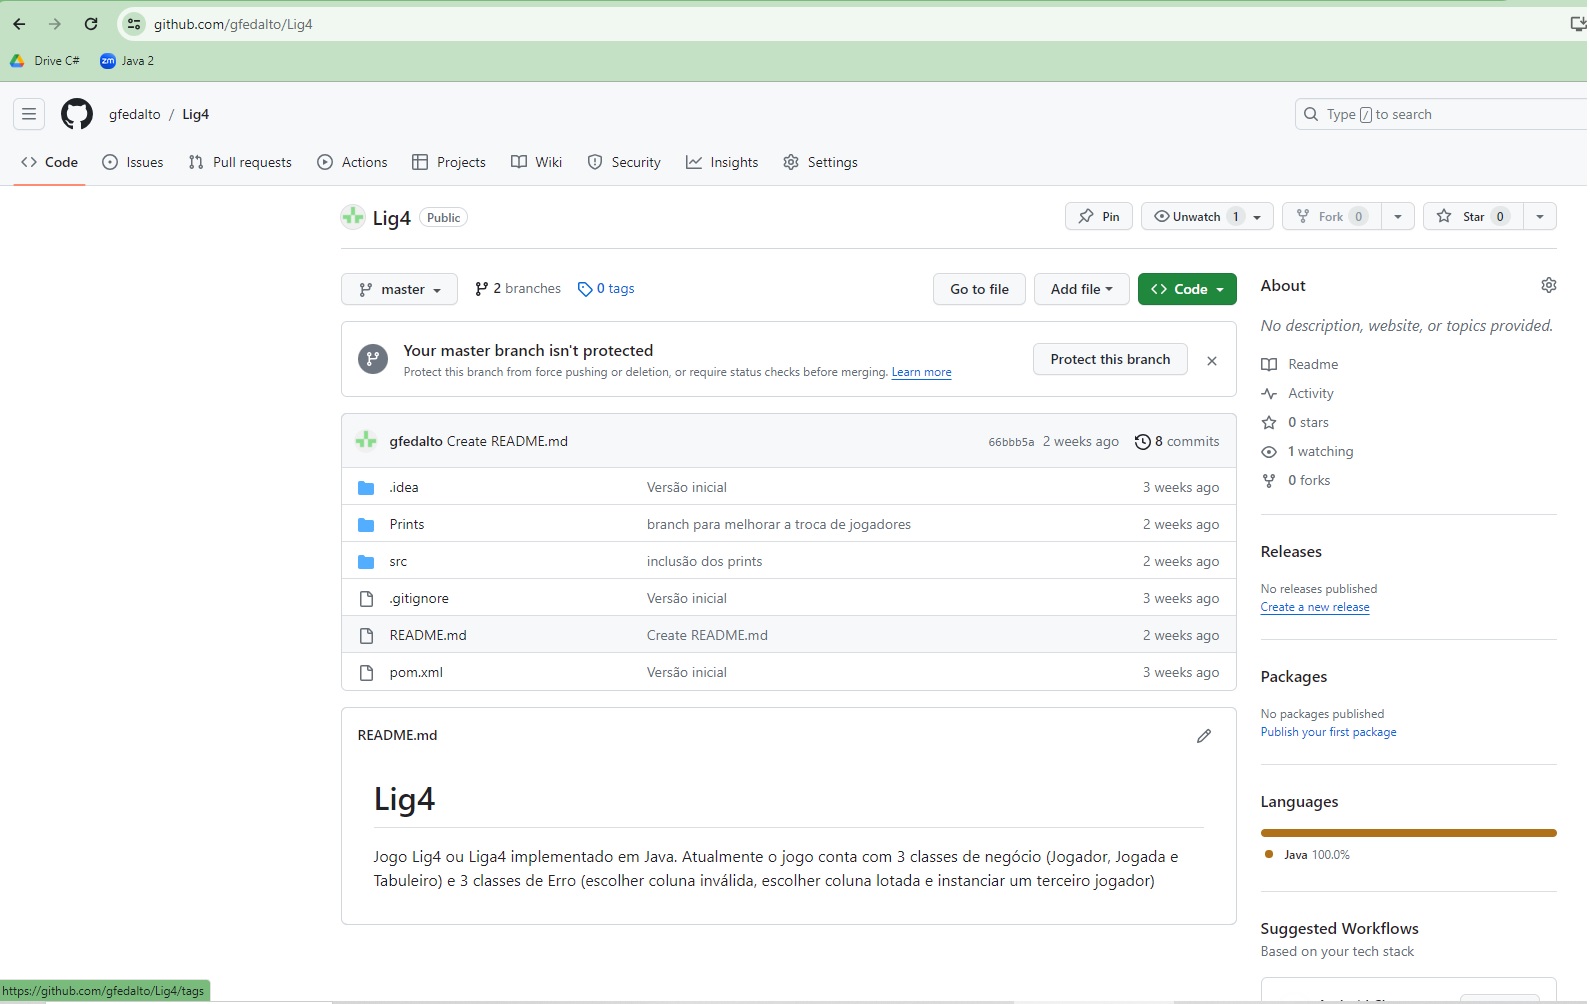 github.com/gfedalto/Lig4
Drive C#
zm Java 2
gfedalto / Lig4
Type / to search
Code
Issues
Pull requests
Actions
Projects
Wiki
Security
Insights
Settings
Lig4 Public
Pin
Unwatch 1
Fork 0
Star 0
master
2 branches
0 tags
Go to file
Add file
<> Code
Your master branch isn't protected
Protect this branch from force pushing or deletion, or require status checks before merging. Learn more
Protect this branch
gfedalto Create README.md 66bbb5a 2 weeks ago 8 commits
.idea Versão inicial 3 weeks ago
Prints branch para melhorar a troca de jogadores 2 weeks ago
src inclusão dos prints 2 weeks ago
.gitignore Versão inicial 3 weeks ago
README.md Create README.md 2 weeks ago
pom.xml Versão inicial 3 weeks ago
README.md
Lig4
Jogo Lig4 ou Liga4 implementado em Java. Atualmente o jogo conta com 3 classes de negócio (Jogador, Jogada e
Tabuleiro) e 3 classes de Erro (escolher coluna inválida, escolher coluna lotada e instanciar um terceiro jogador)
About
No description, website, or topics provided.
Readme
Activity
0 stars
1 watching
0 forks
Releases
No releases published
Create a new release
Packages
No packages published
Publish your first package
Languages
Java 100.0%
Suggested Workflows
Based on your tech stack
https://github.com/gfedalto/Lig4/tags